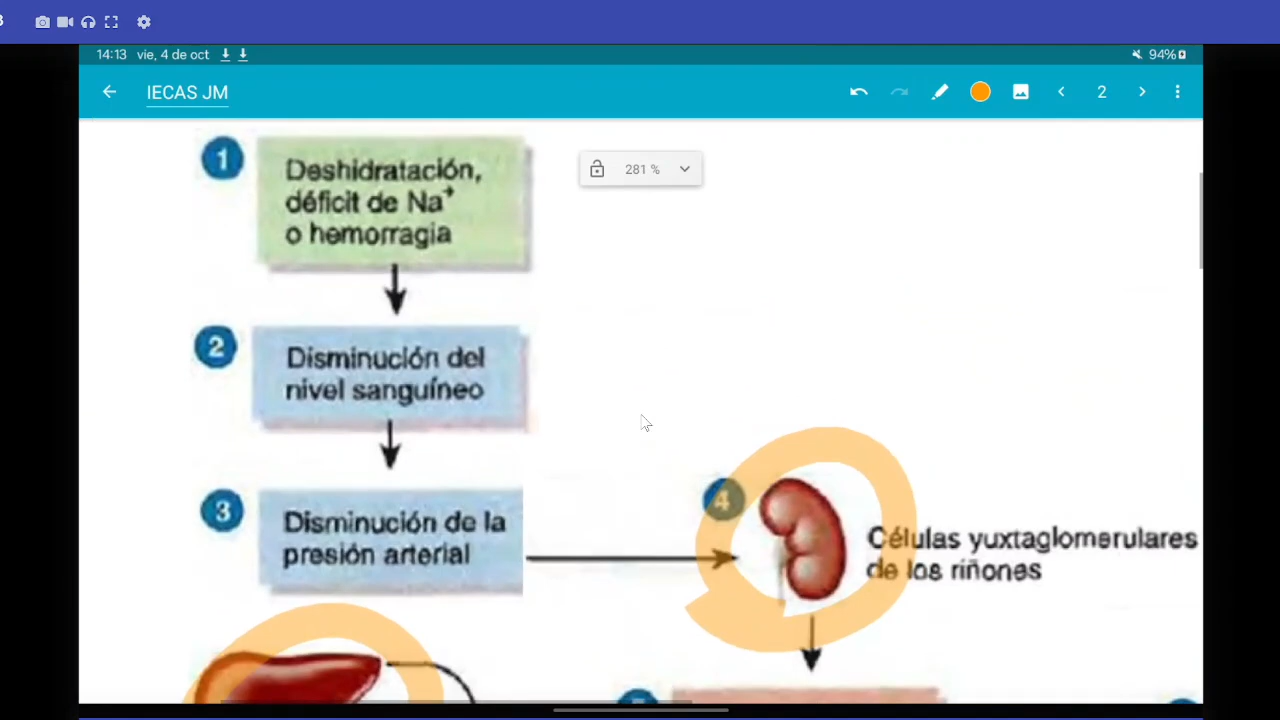 3
14:13 vie, 4 de oct
94%
IECAS JM
2
281 %
1
Deshidratación,
déficit de Na+
o hemorragia
2
Disminución del
nivel sanguíneo
3
Disminución de la
presión arterial
4
Células yuxtaglomerulares
de los riñones